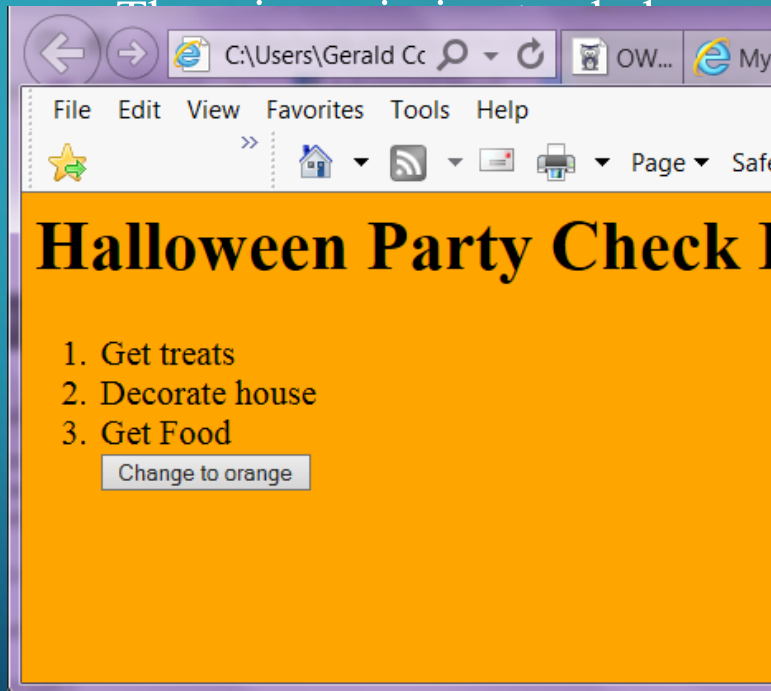 C:\Users\Gerald Cc
OW...
My
File Edit View Favorites Tools Help
Page
Safe
Halloween Party Check
1. Get treats
2. Decorate house
3. Get Food
Change to orange